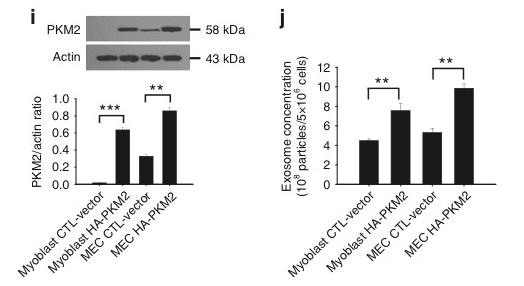 i
PKM2
58 kDa
Actin
43 kDa
PKM2/actin ratio
1.0
0.8
0.6
0.4
0.2
0.0
***
**
Myoblast CTL-vector
Myoblast HA-PKM2
MEC CTL-vector
MEC HA-PKM2
j
Exosome concentration
(10⁸ particles/5×10⁶ cells)
12
10
8
6
4
2
0
**
**
Myoblast CTL-vector
Myoblast HA-PKM2
MEC CTL-vector
MEC HA-PKM2